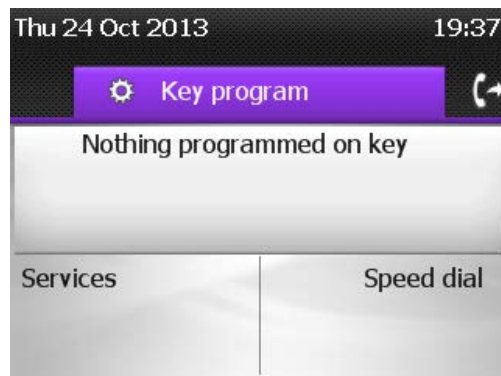 Thu 24 Oct 2013 19:37
Key program
Nothing programmed on key
Services Speed dial